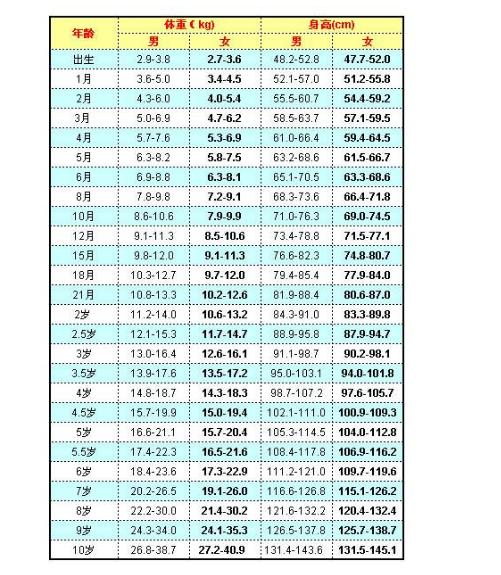 年龄 体重(kg) 身高(cm)
男 女 男 女
出生 2.9-3.8 2.7-3.6 48.2-52.8 47.7-52.0
1月 3.6-5.0 3.4-4.5 52.1-57.0 51.2-55.8
2月 4.3-6.0 4.0-5.4 55.5-60.7 54.4-59.2
3月 5.0-6.9 4.7-6.2 58.5-63.7 57.1-59.5
4月 5.7-7.6 5.3-6.9 61.0-66.4 59.4-64.5
5月 6.3-8.2 5.8-7.5 63.2-68.6 61.5-66.7
6月 6.9-8.8 6.3-8.1 65.1-70.5 63.3-68.6
8月 7.8-9.8 7.2-9.1 68.3-73.6 66.4-71.8
10月 8.6-10.6 7.9-9.9 71.0-76.3 69.0-74.5
12月 9.1-11.3 8.5-10.6 73.4-78.8 71.5-77.1
15月 9.8-12.0 9.1-11.3 76.6-82.3 74.8-80.7
18月 10.3-12.7 9.7-12.0 79.4-85.4 77.9-84.0
21月 10.8-13.3 10.2-12.6 81.9-88.4 80.6-87.0
2岁 11.2-14.0 10.6-13.2 84.3-91.0 83.3-89.8
2.5岁 12.1-15.3 11.7-14.7 88.9-95.8 87.9-94.7
3岁 13.0-16.4 12.6-16.1 91.1-98.7 90.2-98.1
3.5岁 13.9-17.6 13.5-17.2 95.0-103.1 94.0-101.8
4岁 14.8-18.7 14.3-18.3 98.7-107.2 97.6-105.7
4.5岁 15.7-19.9 15.0-19.4 102.1-111.0 100.9-109.3
5岁 16.6-21.1 15.7-20.4 105.3-114.5 104.0-112.8
5.5岁 17.4-22.3 16.5-21.6 108.4-117.8 106.9-116.2
6岁 18.4-23.6 17.3-22.9 111.2-121.0 109.7-119.6
7岁 20.2-26.5 19.1-26.0 116.6-126.8 115.1-126.2
8岁 22.2-30.0 21.4-30.2 121.6-132.2 120.4-132.4
9岁 24.3-34.0 24.1-35.3 126.5-137.8 125.7-138.7
10岁 26.8-38.7 27.2-40.9 131.4-143.6 131.5-145.1